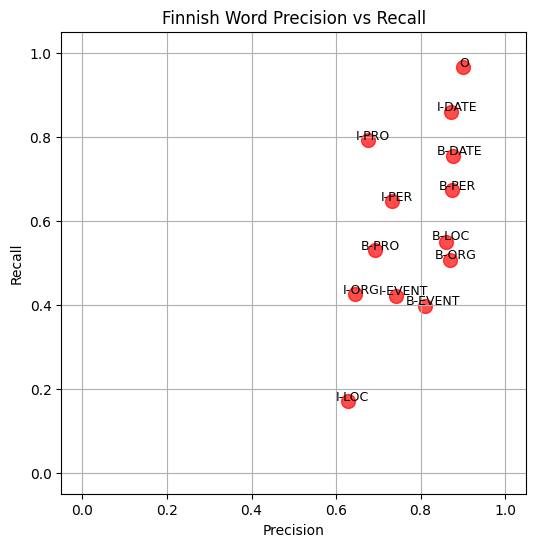 Finnish Word Precision vs Recall
1.0
O
I-DATE
0.8
I-PRO
B-DATE
B-PER
I-PER
0.6
B-LOC
B-PRO
B-ORG
Recall
I-ORG
I-EVENT
B-EVENT
0.4
0.2
I-LOC
0.0
0.0 0.2 0.4 0.6 0.8 1.0
Precision